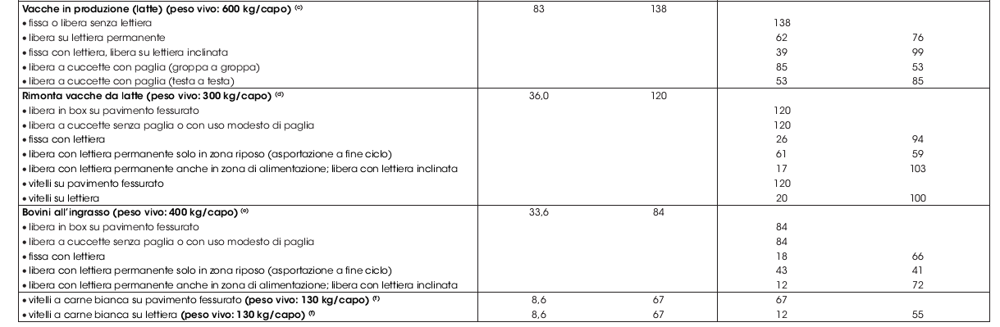 Vacche in produzione (latte) (peso vivo: 600 kg/capo) (c) 83 138
• fissa o libera senza lettiera 138
• libera su lettiera permanente 62 76
• fissa con lettiera, libera su lettiera inclinata 39 99
• libera a cuccette con paglia (groppa a groppa) 85 53
• libera a cuccette con paglia (testa a testa) 53 85
Rimonta vacche da latte (peso vivo: 300 kg/capo) (d) 36,0 120
• libera in box su pavimento fessurato 120
• libera a cuccette senza paglia o con uso modesto di paglia 120
• fissa con lettiera 26 94
• libera con lettiera permanente solo in zona riposo (asportazione a fine ciclo) 61 59
• libera con lettiera permanente anche in zona di alimentazione; libera con lettiera inclinata 17 103
• vitelli su pavimento fessurato 120
• vitelli su lettiera 20 100
Bovini all'ingrasso (peso vivo: 400 kg/capo) (e) 33,6 84
• libera in box su pavimento fessurato 84
• libera a cuccette senza paglia o con uso modesto di paglia 84
• fissa con lettiera 18 66
• libera con lettiera permanente solo in zona riposo (asportazione a fine ciclo) 43 41
• libera con lettiera permanente anche in zona di alimentazione; libera con lettiera inclinata 12 72
• vitelli a carne bianca su pavimento fessurato (peso vivo: 130 kg/capo) (f) 8,6 67 67
• vitelli a carne bianca su lettiera (peso vivo: 130 kg/capo) (f) 8,6 67 12 55